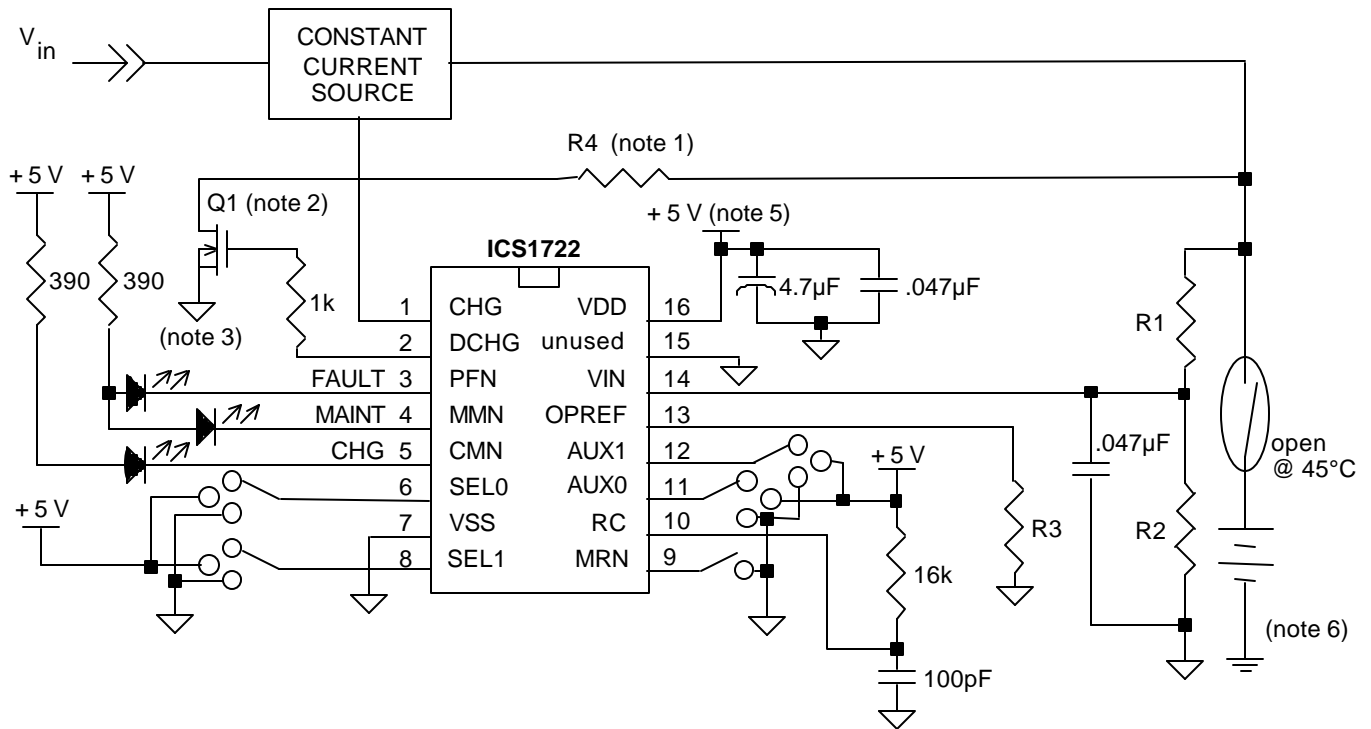 V in
CONSTANT
CURRENT
SOURCE
R4 (note 1)
+ 5 V
+ 5 V
Q1 (note 2)
+ 5 V (note 5)
ICS1722
390
390
1k
4.7µF
.047µF
(note 3)
1 CHG VDD 16
2 DCHG unused 15
FAULT 3 PFN VIN 14
MAINT 4 MMN OPREF 13
CHG 5 CMN AUX1 12
6 SEL0 AUX0 11
7 VSS RC 10
8 SEL1 MRN 9
R1
+ 5 V
+ 5 V
.047µF
open
@ 45°C
R3
R2
16k
(note 6)
100pF